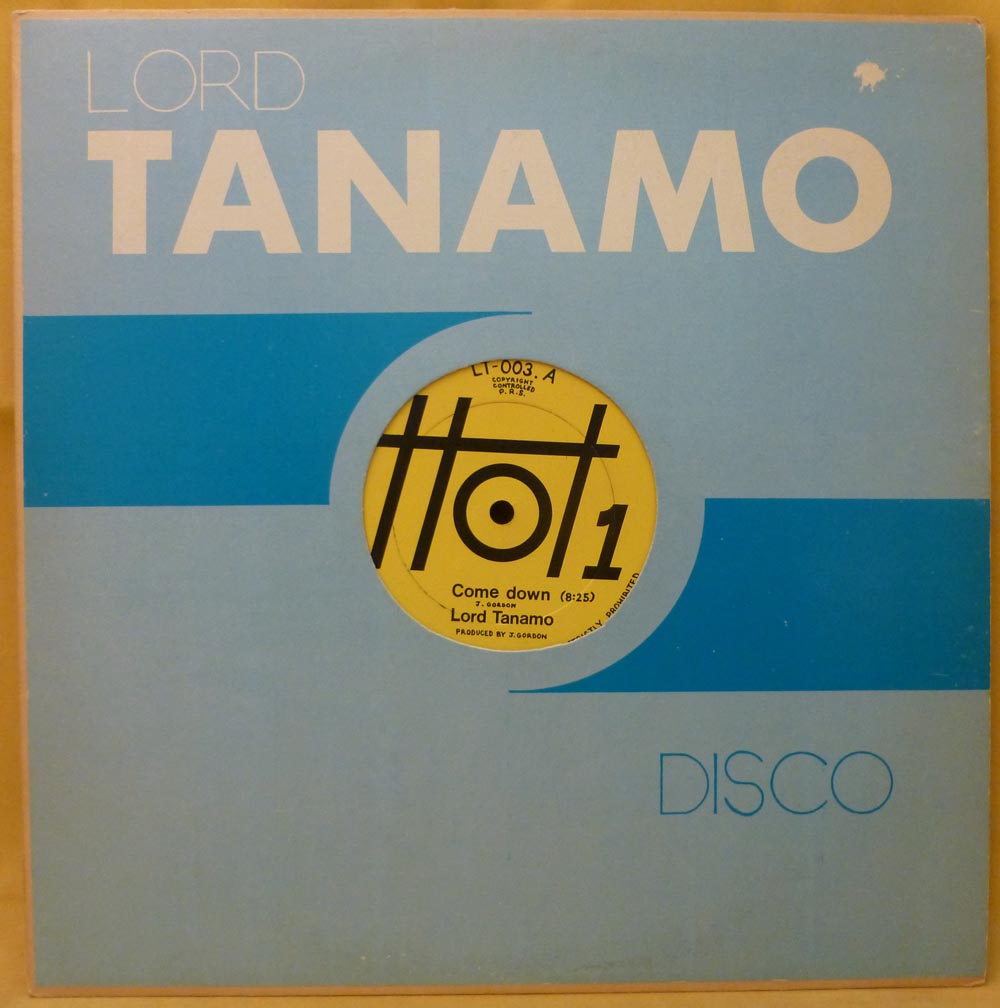 LORD
TANAMO
LT-003. A
COPYRIGHT
CONTROLLED
P. R. S.
Hot 1
Come down (8:25)
J. GORDON
Lord Tanamo
PRODUCED BY J. GORDON
PROHIBITED
DISCO